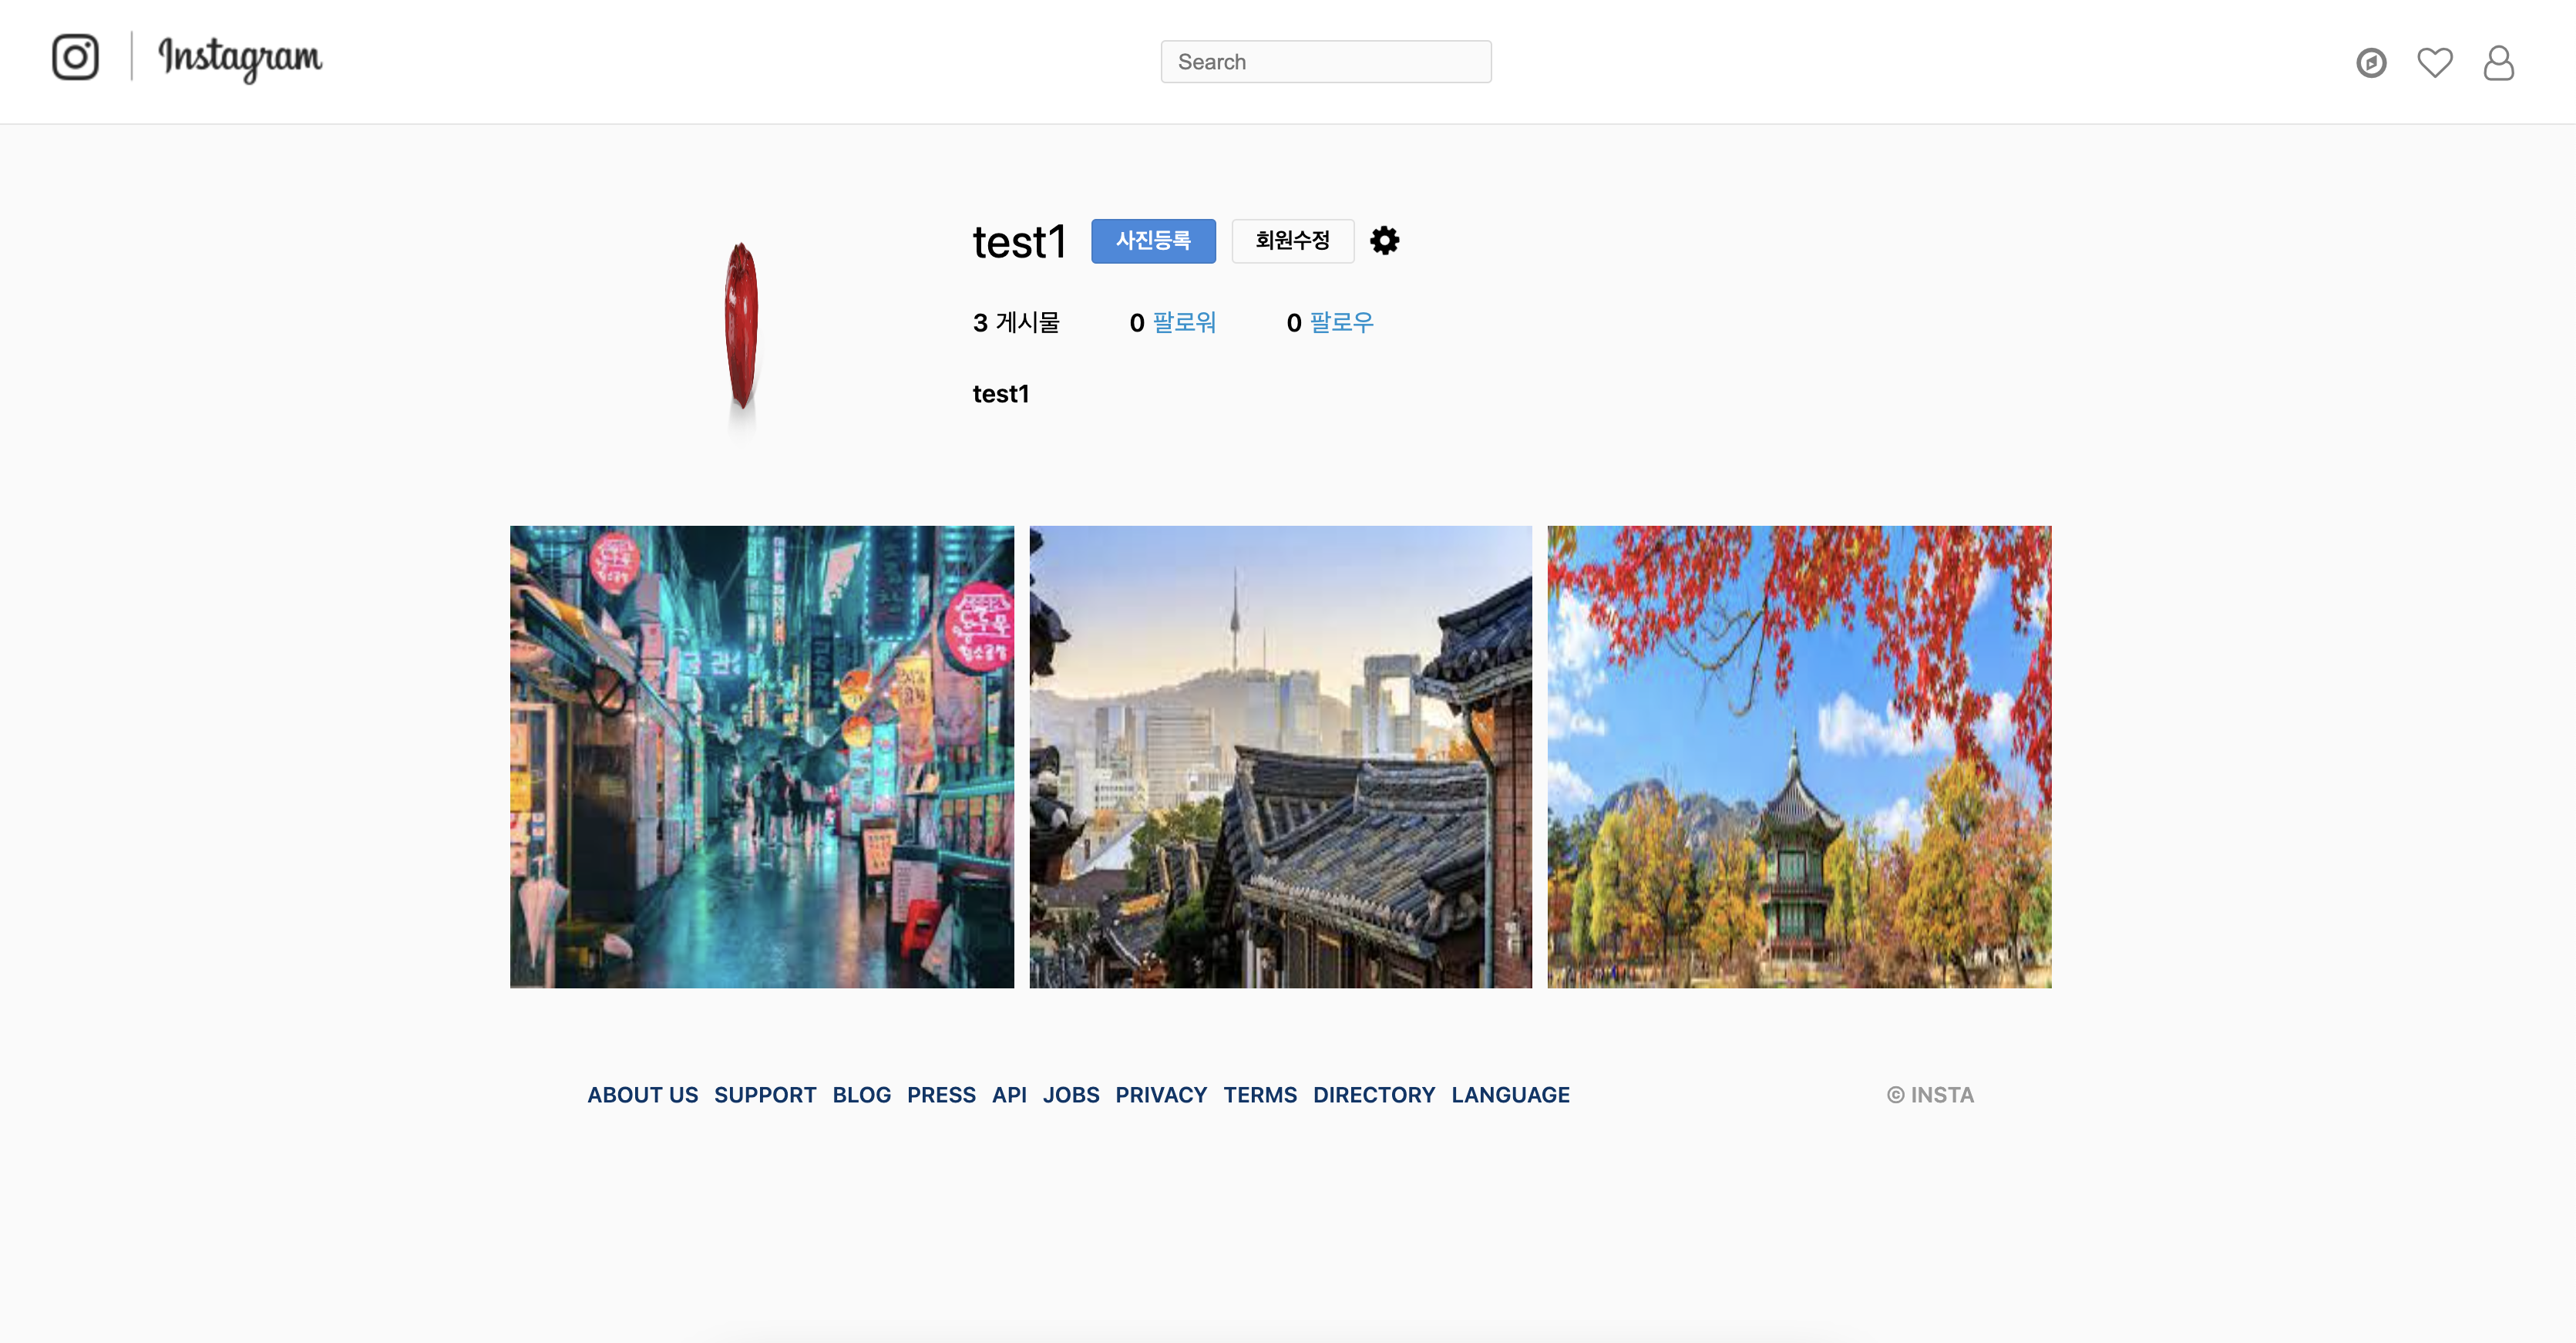 Instagram
Search
test1 사진등록 회원수정
3 게시물 0 팔로워 0 팔로우
test1
ABOUT US SUPPORT BLOG PRESS API JOBS PRIVACY TERMS DIRECTORY LANGUAGE © INSTA